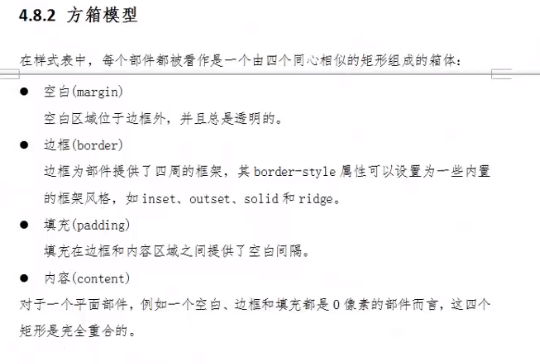 4.8.2 方箱模型
在样式表中，每个部件都被看作是一个由四个同心相似的矩形组成的箱体：
● 空白(margin)
空白区域位于边框外，并且总是透明的。
● 边框(border)
边框为部件提供了四周的框架，其 border-style 属性可以设置为一些内置
的框架风格，如 inset、outset、solid 和 ridge。
● 填充(padding)
填充在边框和内容区域之间提供了空白间隔。
● 内容(content)
对于一个平面部件，例如一个空白、边框和填充都是 0 像素的部件而言，这四个
矩形是完全重合的。